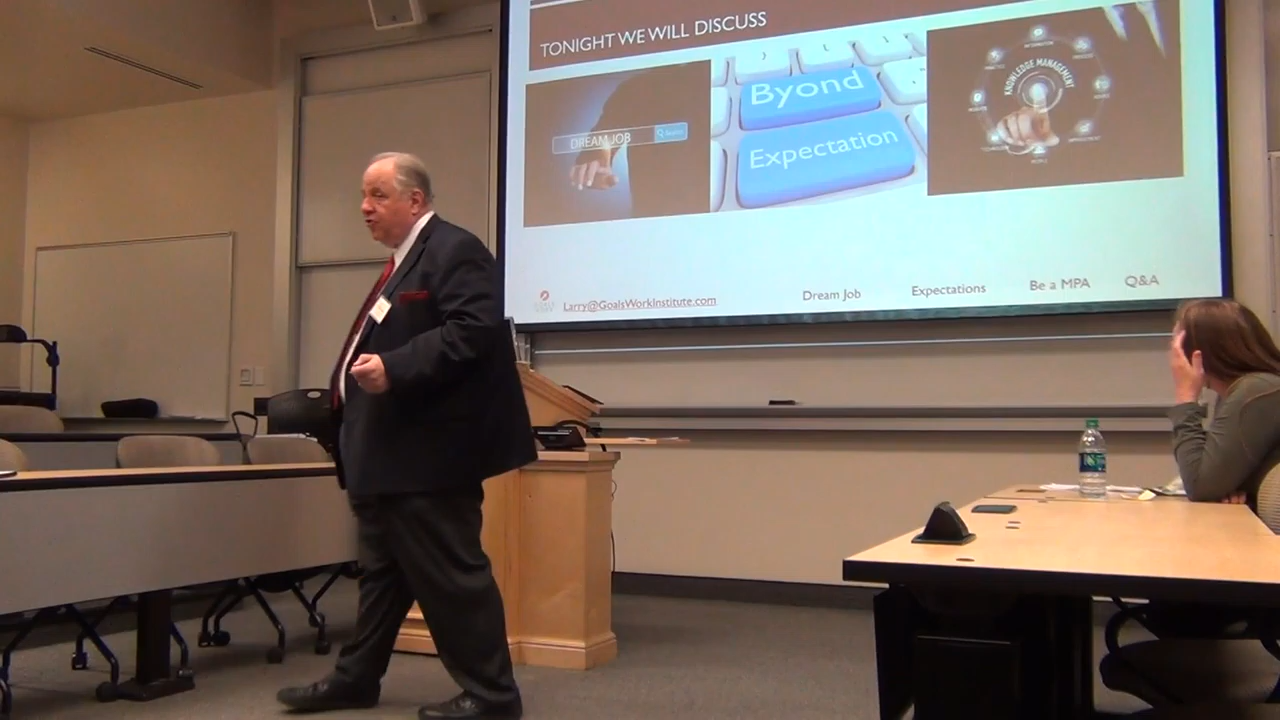 TONIGHT WE WILL DISCUSS
DREAM JOB
Byond
Expectation
KNOWLEDGE MANAGEMENT
Larry@GoalsWorkInstitute.com
Dream Job
Expectations
Be a MPA
Q&A